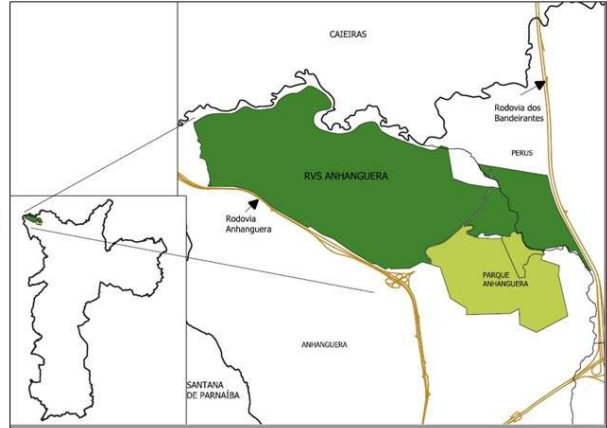 CAIEIRAS
Rodovia dos
Bandeirantes
PERUS
RVS ANHANGUERA
Rodovia
Anhanguera
PARQUE
ANHANGUERA
ANHANGUERA
SANTANA
DE PARNAÍBA